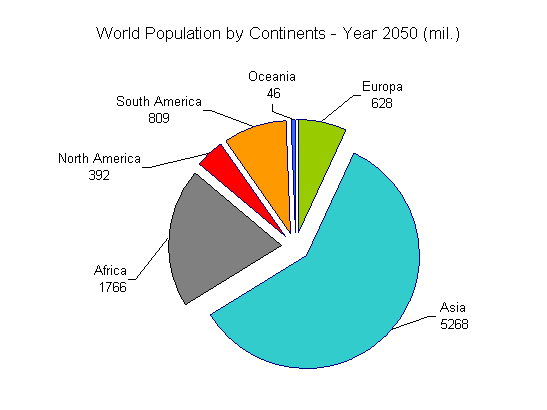 World Population by Continents - Year 2050 (mil.)
Oceania
46
Europa
628
South America
809
North America
392
Africa
1766
Asia
5268